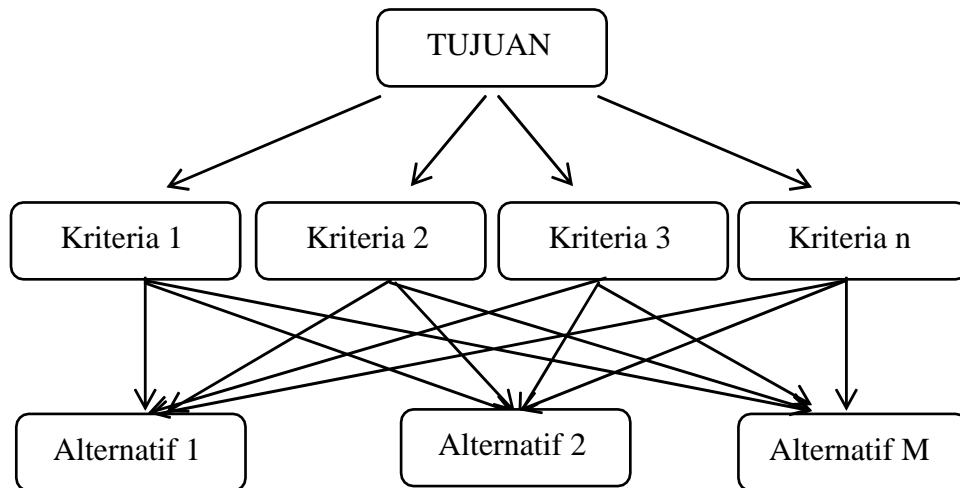 TUJUAN
Kriteria 1
Kriteria 2
Kriteria 3
Kriteria n
Alternatif 1
Alternatif 2
Alternatif M